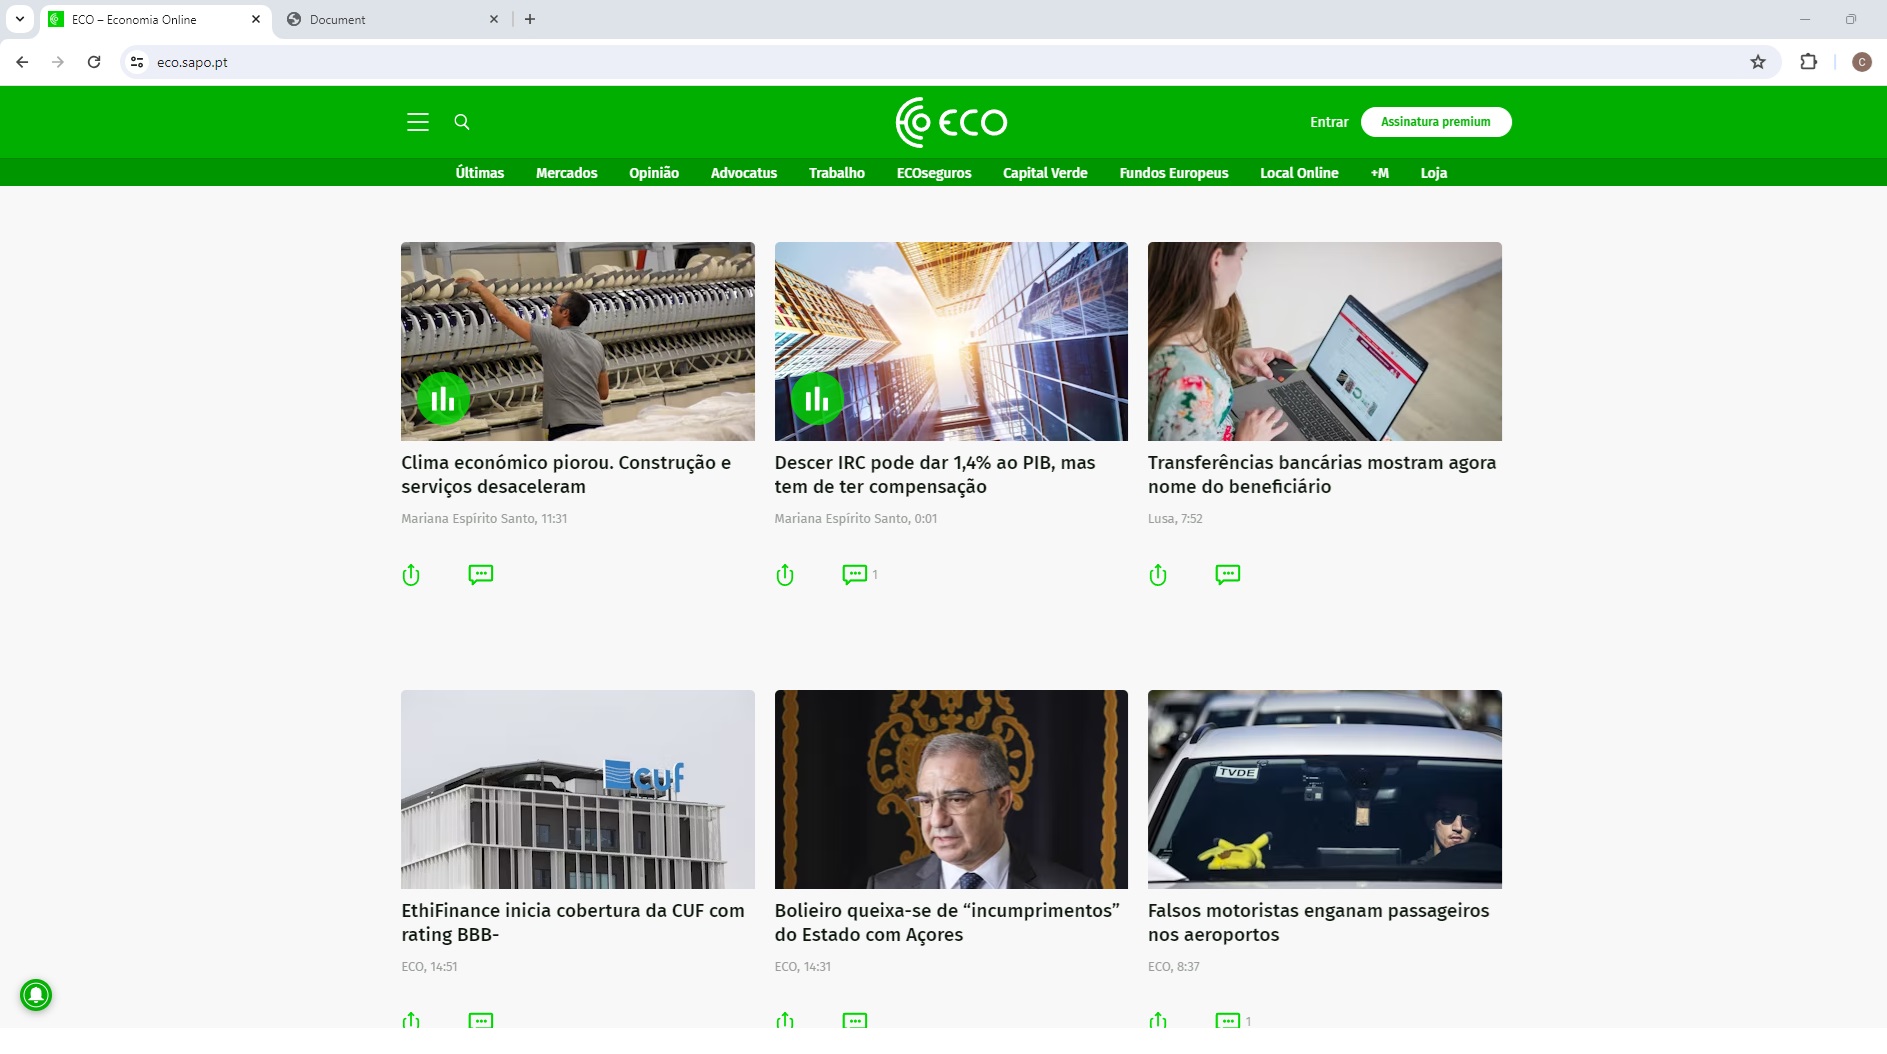 ECO – Economia Online
Document
eco.sapo.pt
C
ECO
Entrar
Assinatura premium
Últimas
Mercados
Opinião
Advocatus
Trabalho
ECOseguros
Capital Verde
Fundos Europeus
Local Online
+M
Loja
Clima económico piorou. Construção e
serviços desaceleram
Mariana Espírito Santo, 11:31
Descer IRC pode dar 1,4% ao PIB, mas
tem de ter compensação
Mariana Espírito Santo, 0:01
1
Transferências bancárias mostram agora
nome do beneficiário
Lusa, 7:52
cuf
EthiFinance inicia cobertura da CUF com
rating BBB-
ECO, 14:51
Bolieiro queixa-se de “incumprimentos”
do Estado com Açores
ECO, 14:31
TVDE
Falsos motoristas enganam passageiros
nos aeroportos
ECO, 8:37
1